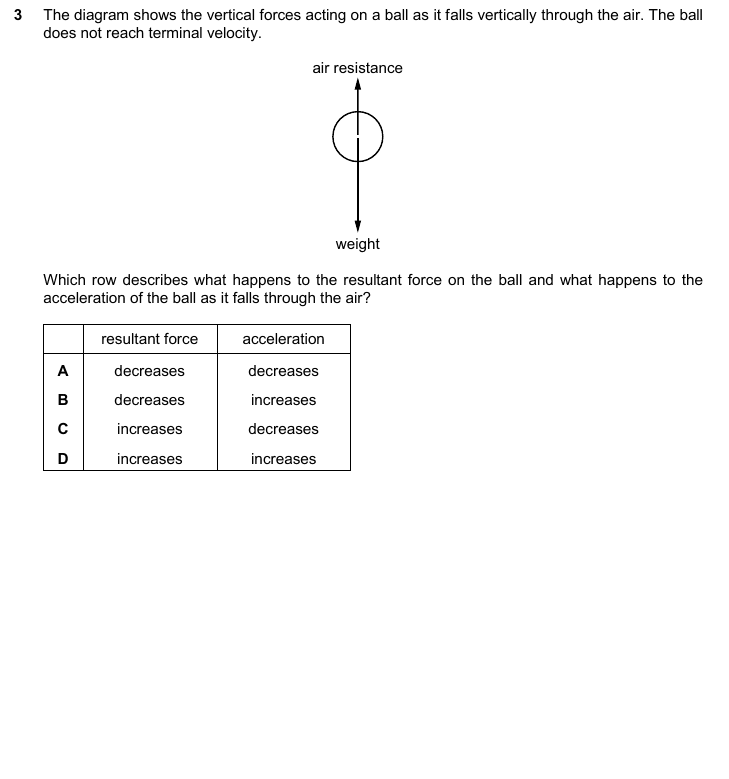 3 The diagram shows the vertical forces acting on a ball as it falls vertically through the air. The ball
does not reach terminal velocity.
air resistance
weight
Which row describes what happens to the resultant force on the ball and what happens to the
acceleration of the ball as it falls through the air?
resultant force acceleration
A decreases decreases
B decreases increases
C increases decreases
D increases increases